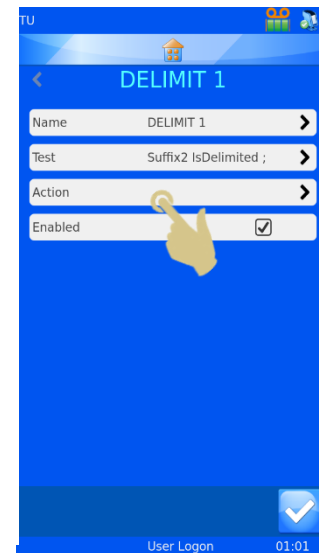 TU
DELIMIT 1
Name DELIMIT 1
Test Suffix2 IsDelimited ;
Action
Enabled
User Logon 01:01